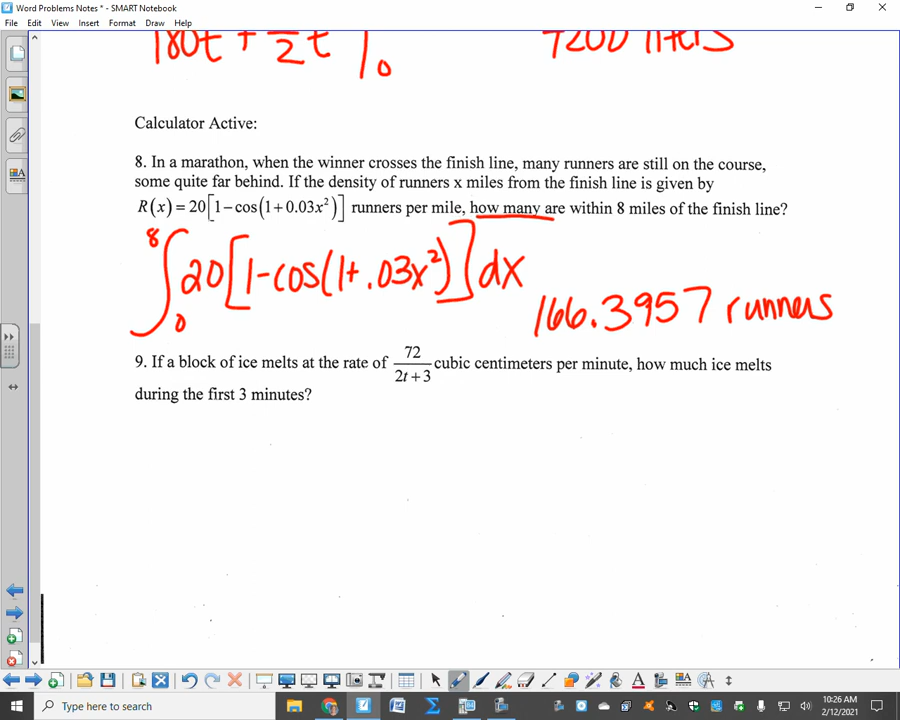 Word Problems Notes * - SMART Notebook
File Edit View Insert Format Draw Help
180t + /2 t | 0
7200 liters
Calculator Active:
8. In a marathon, when the winner crosses the finish line, many runners are still on the course,
some quite far behind. If the density of runners x miles from the finish line is given by
R(x) = 20[1 − cos(1 + 0.03x²)] runners per mile, how many are within 8 miles of the finish line?
∫₀⁸ 20[1-cos(1+.03x²)]dx
166.3957 runners
9. If a block of ice melts at the rate of 72/(2t+3) cubic centimeters per minute, how much ice melts
during the first 3 minutes?
Type here to search
10:26 AM
2/12/2021